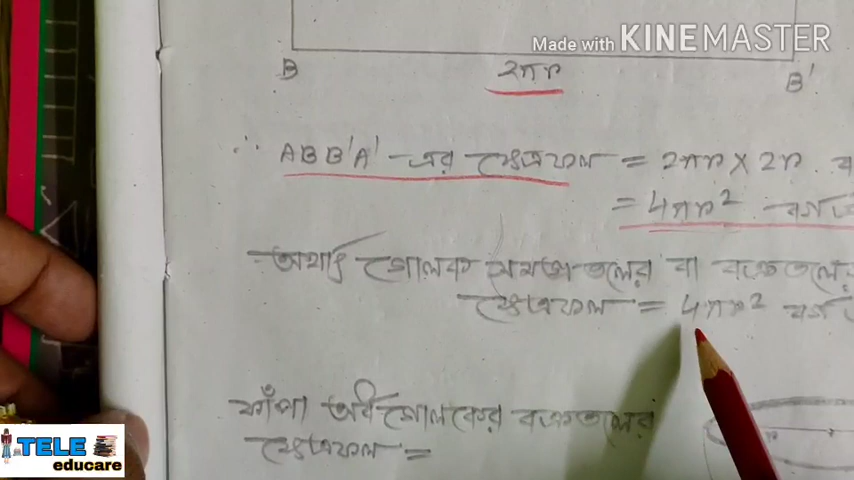 Made with KINEMASTER
B 2πr B'
∴ ABB'A' -এর ক্ষেত্রফল = 2πr × 2r ব
= 4πr² বর্গ
অর্থাৎ গোলক সমগ্রতলের বা বক্রতলের
ক্ষেত্রফল = 4πr² বর্গ
ফাঁপা অর্ধগোলকের বক্রতলের
ক্ষেত্রফল =
TELE
educare